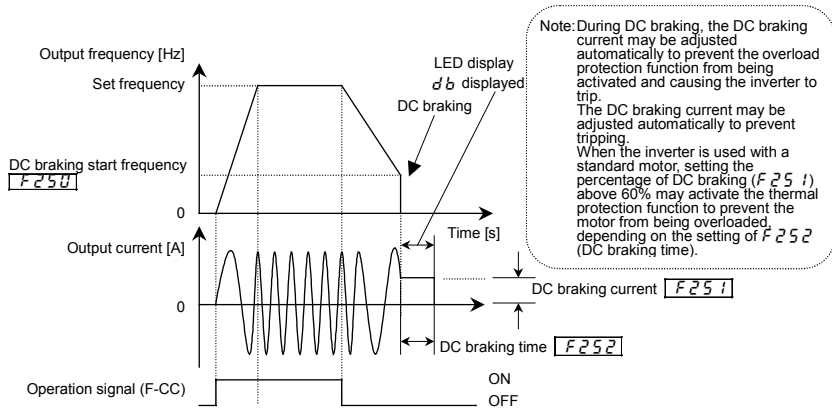 Output frequency [Hz]
Set frequency
DC braking start frequency
F250
0
LED display
db displayed
DC braking
Time [s]
Output current [A]
0
DC braking current F251
DC braking time F252
Operation signal (F-CC)
ON
OFF
Note:During DC braking, the DC braking
current may be adjusted
automatically to prevent the overload
protection function from being
activated and causing the inverter to
trip.
The DC braking current may be
adjusted automatically to prevent
tripping.
When the inverter is used with a
standard motor, setting the
percentage of DC braking (F251)
above 60% may activate the thermal
protection function to prevent the
motor from being overloaded,
depending on the setting of F252
(DC braking time).